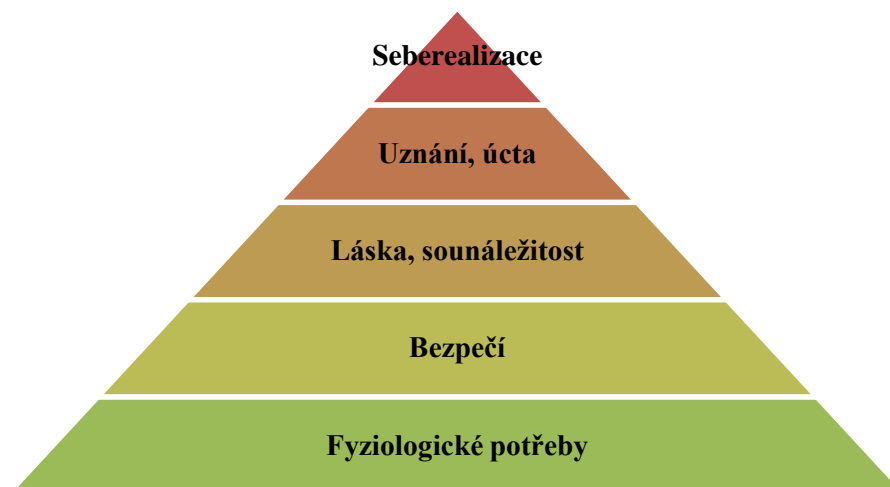 Seberealizace
Uznání, úcta
Láska, sounáležitost
Bezpečí
Fyziologické potřeby